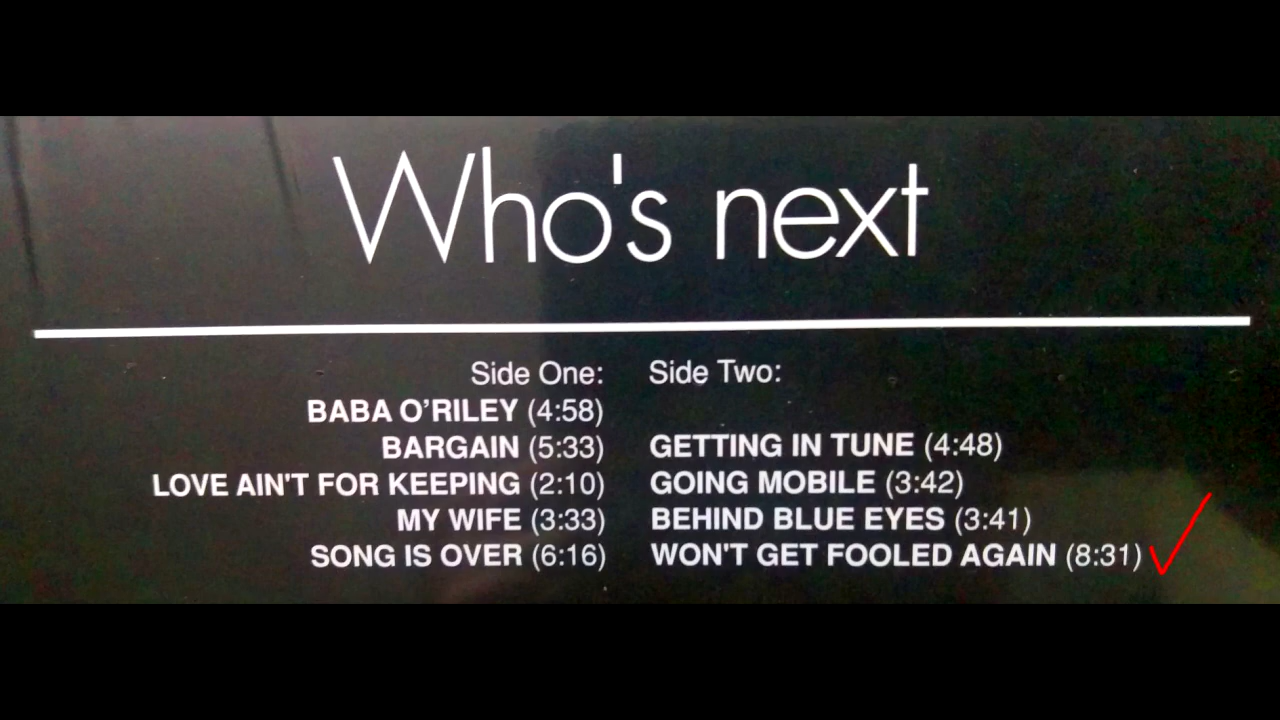 Who's next
Side One:
BABA O'RILEY (4:58)
BARGAIN (5:33)
LOVE AIN'T FOR KEEPING (2:10)
MY WIFE (3:33)
SONG IS OVER (6:16)
Side Two:
GETTING IN TUNE (4:48)
GOING MOBILE (3:42)
BEHIND BLUE EYES (3:41)
WON'T GET FOOLED AGAIN (8:31)